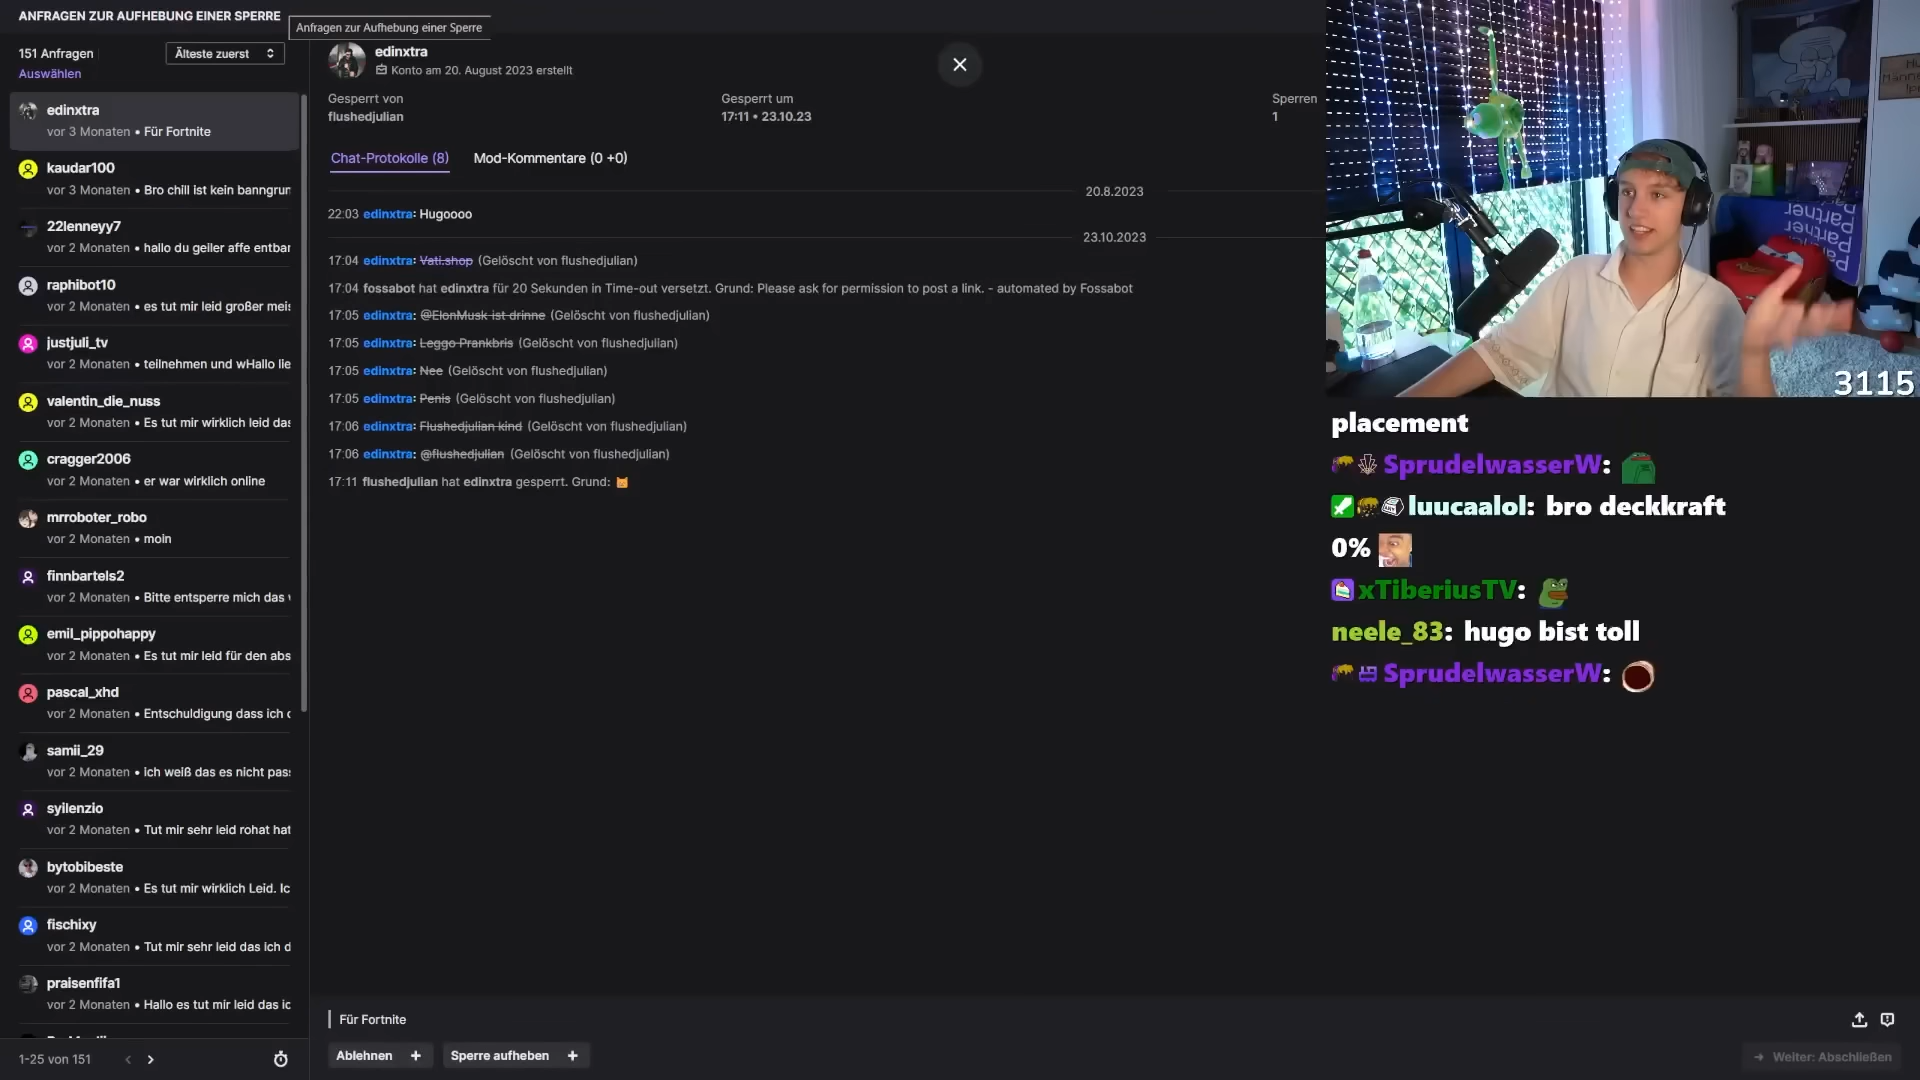 ANFRAGEN ZUR AUFHEBUNG EINER SPERRE
Anfragen zur Aufhebung einer Sperre
151 Anfragen
Älteste zuerst
Auswählen
edinxtra
vor 3 Monaten • Für Fortnite
kaudar100
vor 3 Monaten • Bro chill ist kein banngrun
22lenneyy7
vor 2 Monaten • hallo du geiler affe entbar
raphibot10
vor 2 Monaten • es tut mir leid großer meis
justjuli_tv
vor 2 Monaten • teilnehmen und wHallo lie
valentin_die_nuss
vor 2 Monaten • Es tut mir wirklich leid das
cragger2006
vor 2 Monaten • er war wirklich online
mrroboter_robo
vor 2 Monaten • moin
finnbartels2
vor 2 Monaten • Bitte entsperre mich das
emil_pippohappy
vor 2 Monaten • Es tut mir leid für den abs
pascal_xhd
vor 2 Monaten • Entschuldigung dass ich
samii_29
vor 2 Monaten • ich weiß das es nicht pas
syilenzio
vor 2 Monaten • Tut mir sehr leid rohat hat
bytobibeste
vor 2 Monaten • Es tut mir wirklich Leid. Ic
fischixy
vor 2 Monaten • Tut mir sehr leid das ich d
praisenfifa1
vor 2 Monaten • Hallo es tut mir leid das ic
1-25 von 151
edinxtra
Konto am 20. August 2023 erstellt
Gesperrt von
flushedjulian
Gesperrt um
17:11 • 23.10.23
Sperren
1
Chat-Protokolle (8)
Mod-Kommentare (0 +0)
20.8.2023
22:03 edinxtra: Hugoooo
23.10.2023
17:04 edinxtra: Vati.shop (Gelöscht von flushedjulian)
17:04 fossabot hat edinxtra für 20 Sekunden in Time-out versetzt. Grund: Please ask for permission to post a link. - automated by Fossabot
17:05 edinxtra: @ElonMusk ist drinne (Gelöscht von flushedjulian)
17:05 edinxtra: Leggo Prankbris (Gelöscht von flushedjulian)
17:05 edinxtra: Nee (Gelöscht von flushedjulian)
17:05 edinxtra: Penis (Gelöscht von flushedjulian)
17:06 edinxtra: Flushedjulian kind (Gelöscht von flushedjulian)
17:06 edinxtra: @flushedjulian (Gelöscht von flushedjulian)
17:11 flushedjulian hat edinxtra gesperrt. Grund:
Für Fortnite
Ablehnen
Sperre aufheben
Weiter: Abschließen
3115
placement
SprudelwasserW:
luucaalol: bro deckkraft
0%
xTiberiusTV:
neele_83: hugo bist toll
SprudelwasserW: